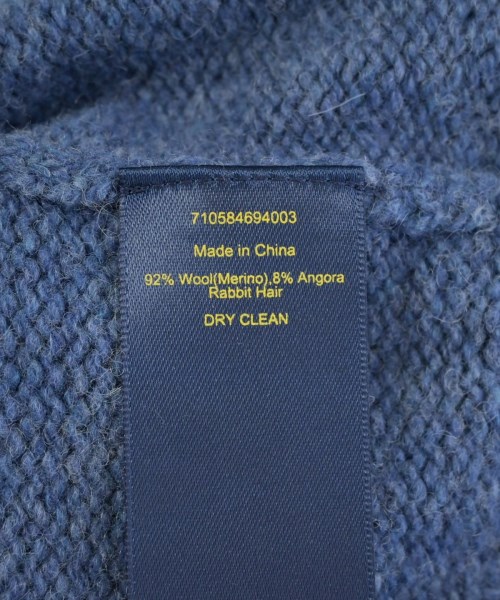 710584694003
Made in China
92% Wool(Merino),8% Angora
Rabbit Hair
DRY CLEAN